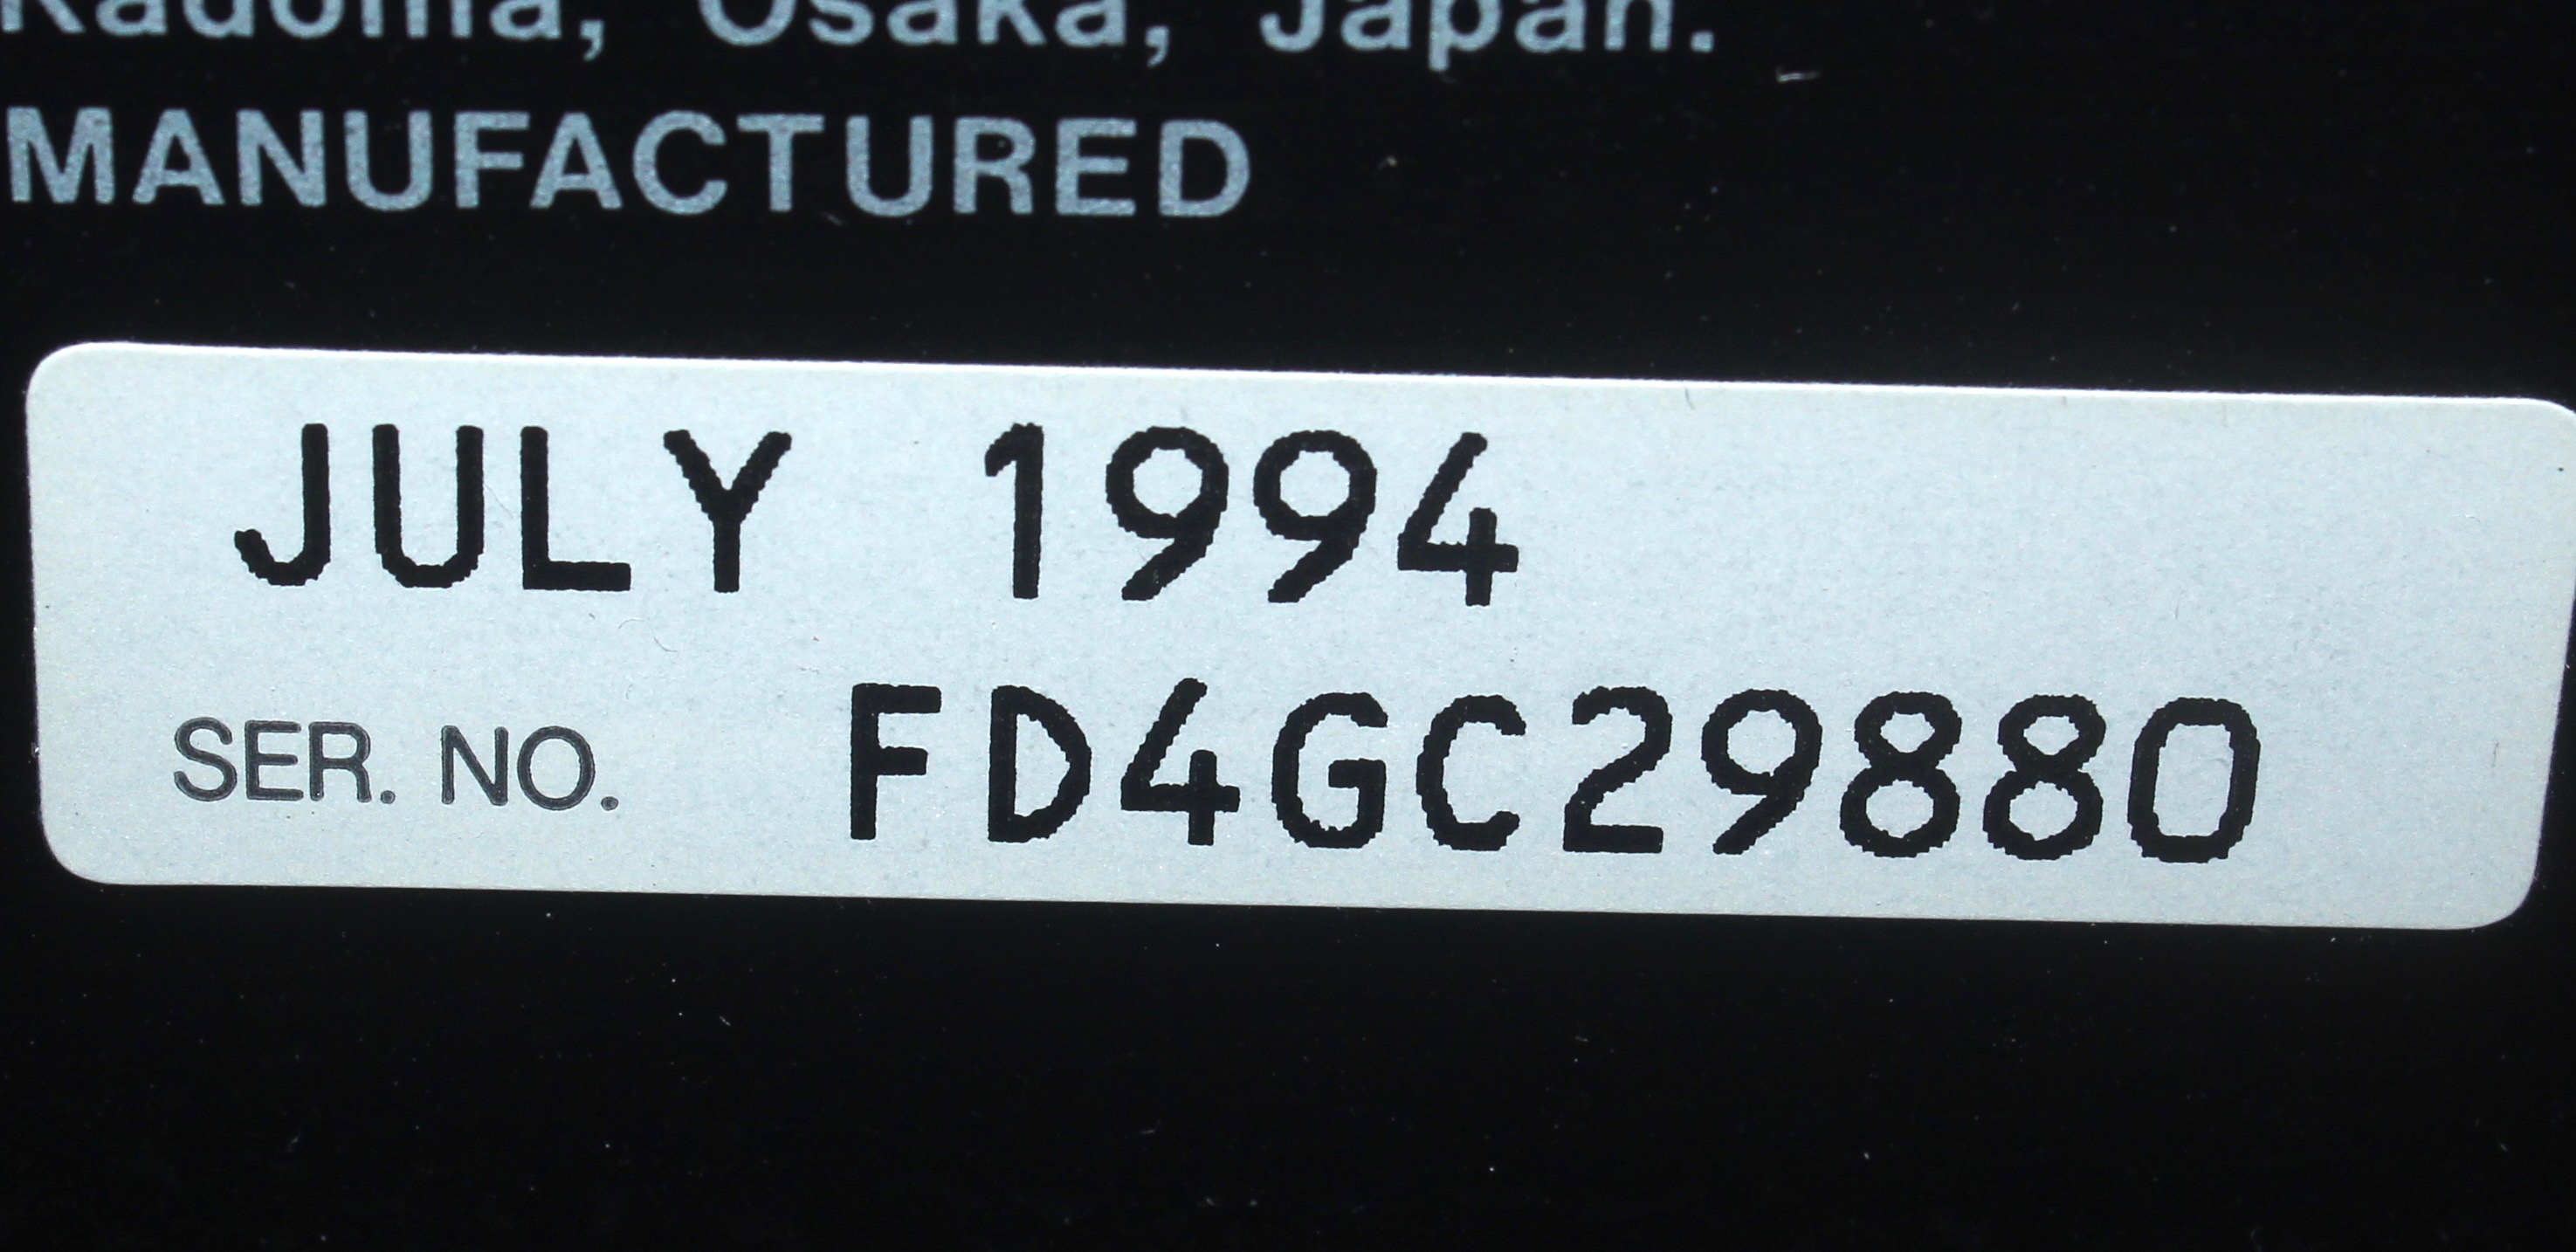 Kadoma, Osaka, Japan.
MANUFACTURED
JULY 1994
SER. NO. FD4GC29880